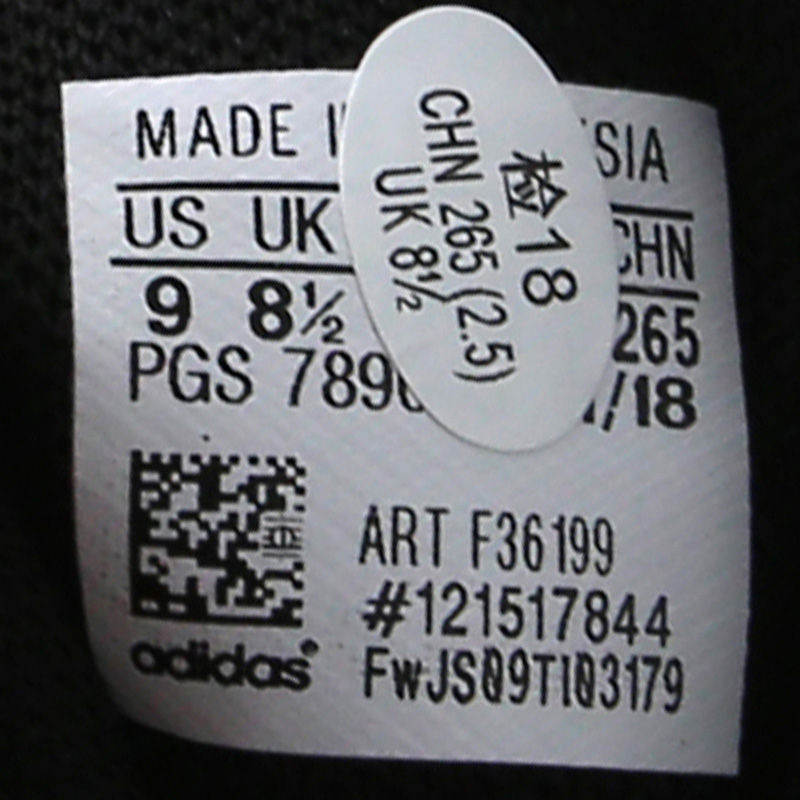 MADE I SIA
US UK CHN
9 8½ 265
PGS 789 /18
检18
CHN 265 (2.5)
UK 8½
ART F36199
#121517844
FwJS09TI03179
adidas